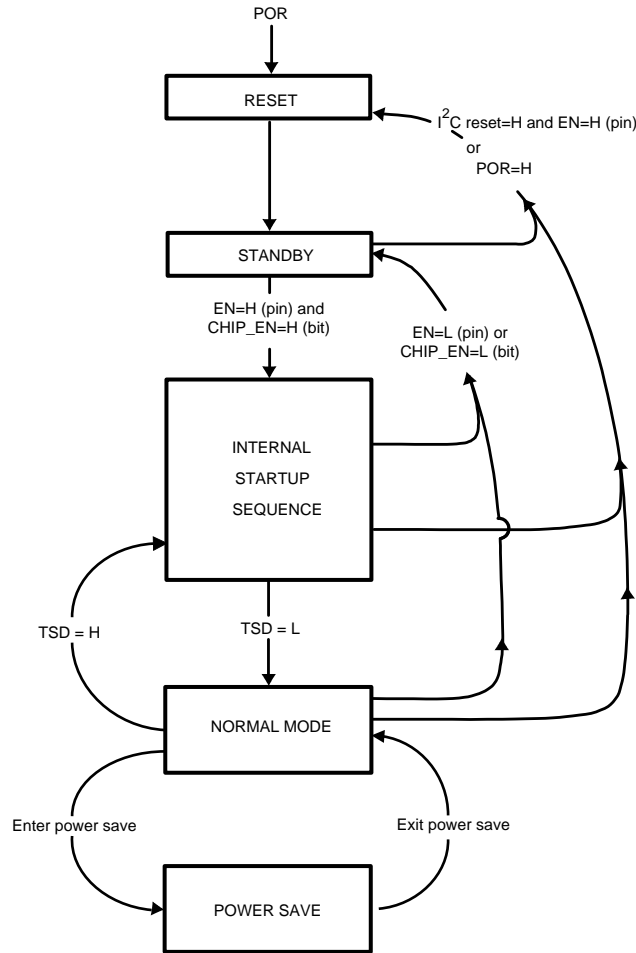 POR
RESET
I²C reset=H and EN=H (pin)
or
POR=H
STANDBY
EN=H (pin) and
CHIP_EN=H (bit)
EN=L (pin) or
CHIP_EN=L (bit)
INTERNAL
STARTUP
SEQUENCE
TSD = H
TSD = L
NORMAL MODE
Enter power save
Exit power save
POWER SAVE